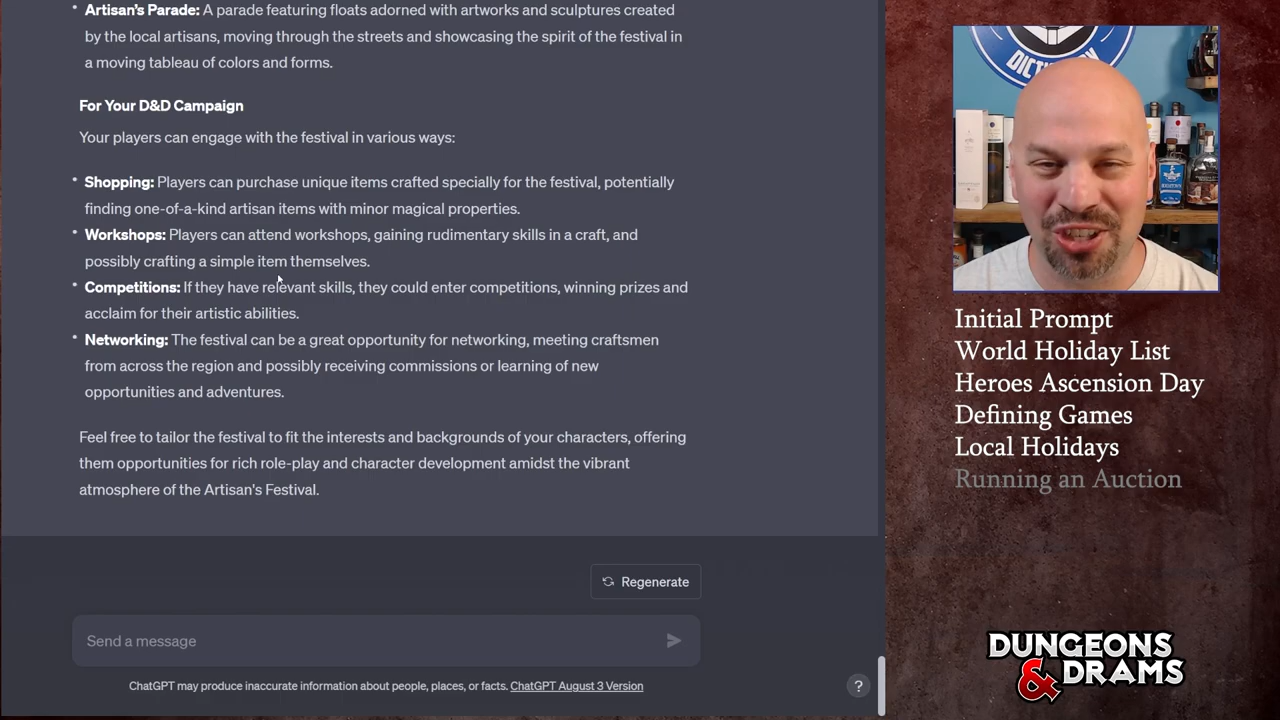 Artisan's Parade: A parade featuring floats adorned with artworks and sculptures created
by the local artisans, moving through the streets and showcasing the spirit of the festival in
a moving tableau of colors and forms.
For Your D&D Campaign
Your players can engage with the festival in various ways:
Shopping: Players can purchase unique items crafted specially for the festival, potentially
finding one-of-a-kind artisan items with minor magical properties.
Workshops: Players can attend workshops, gaining rudimentary skills in a craft, and
possibly crafting a simple item themselves.
Competitions: If they have relevant skills, they could enter competitions, winning prizes and
acclaim for their artistic abilities.
Networking: The festival can be a great opportunity for networking, meeting craftsmen
from across the region and possibly receiving commissions or learning of new
opportunities and adventures.
Feel free to tailor the festival to fit the interests and backgrounds of your characters, offering
them opportunities for rich role-play and character development amidst the vibrant
atmosphere of the Artisan's Festival.
Regenerate
Send a message
ChatGPT may produce inaccurate information about people, places, or facts. ChatGPT August 3 Version
?
Initial Prompt
World Holiday List
Heroes Ascension Day
Defining Games
Local Holidays
Running an Auction
DUNGEONS
& DRAMS